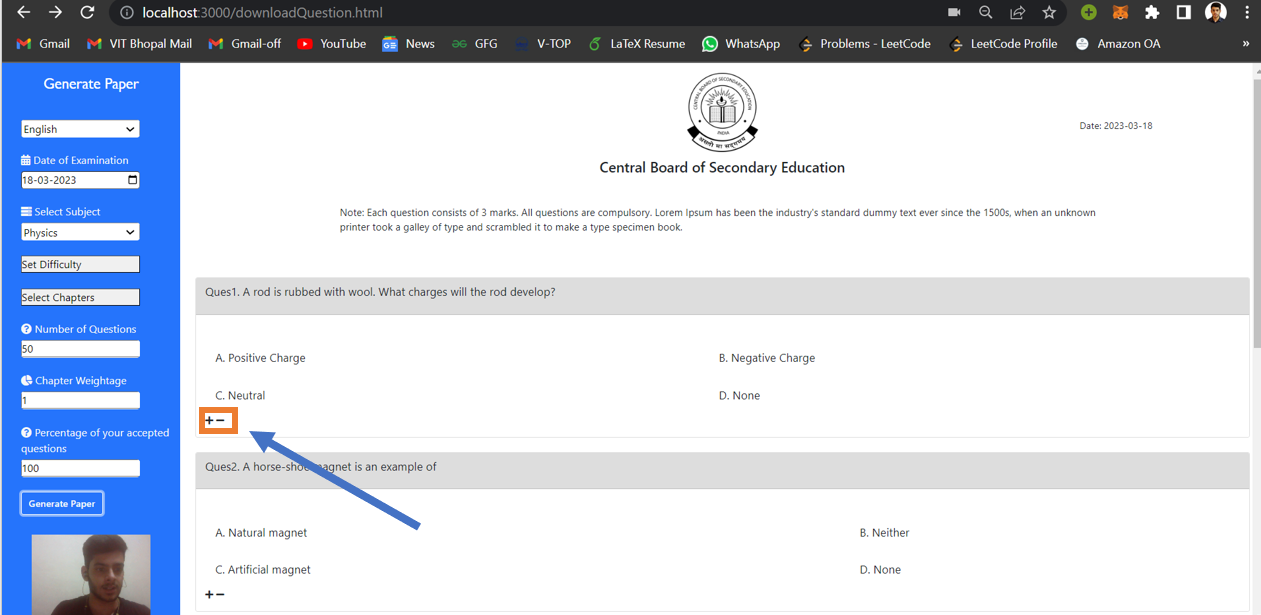 localhost:3000/downloadQuestion.html
Gmail VIT Bhopal Mail Gmail-off YouTube News GFG V-TOP LaTeX Resume WhatsApp Problems - LeetCode LeetCode Profile Amazon OA »
Generate Paper
English
Date of Examination
18-03-2023
Select Subject
Physics
Set Difficulty
Select Chapters
Number of Questions
50
Chapter Weightage
1
Percentage of your accepted
questions
100
Generate Paper
CENTRAL BOARD OF SECONDARY EDUCATION
INDIA
असतो मा सद्गमय
Date: 2023-03-18
Central Board of Secondary Education
Note: Each question consists of 3 marks. All questions are compulsory. Lorem Ipsum has been the industry's standard dummy text ever since the 1500s, when an unknown
printer took a galley of type and scrambled it to make a type specimen book.
Ques1. A rod is rubbed with wool. What charges will the rod develop?
A. Positive Charge B. Negative Charge
C. Neutral D. None
+−
Ques2. A horse-shoe magnet is an example of
A. Natural magnet B. Neither
C. Artificial magnet D. None
+−